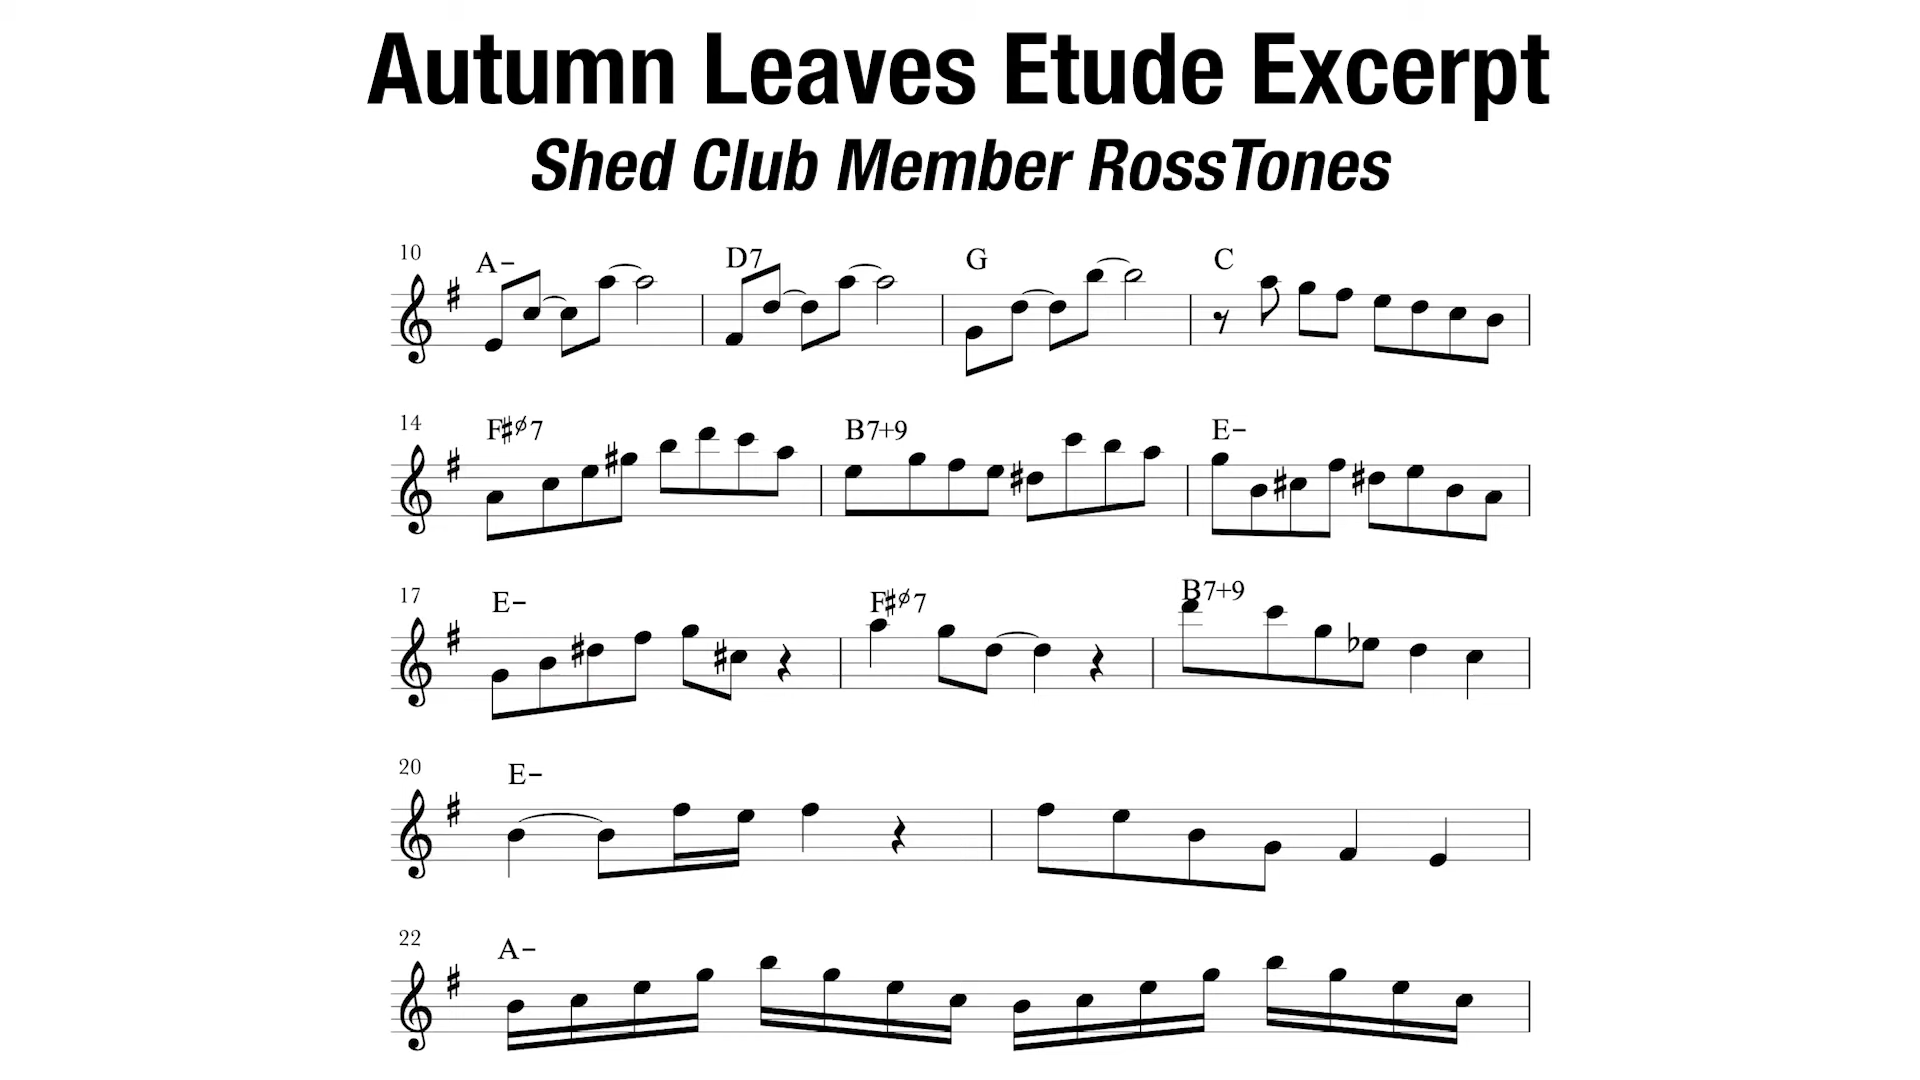 Autumn Leaves Etude Excerpt
Shed Club Member RossTones
10 A- D7 G C
14 F#ø7 B7+9 E-
17 E- F#ø7 B7+9
20 E-
22 A-